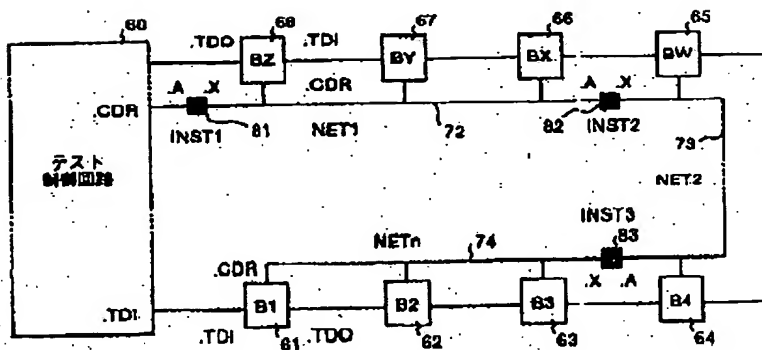 60
68
67
66
65
.TDO
.TDI
BZ
BY
BX
BW
.A
.X
.CDR
.CDR
.A
.X
INST1
81
NET1
72
82
INST2
73
テスト
制御回路
NET2
INST3
83
NETn
74
.CDR
.X
.A
.TDI
B1
B2
B3
B4
.TDI
61
.TDO
62
63
64